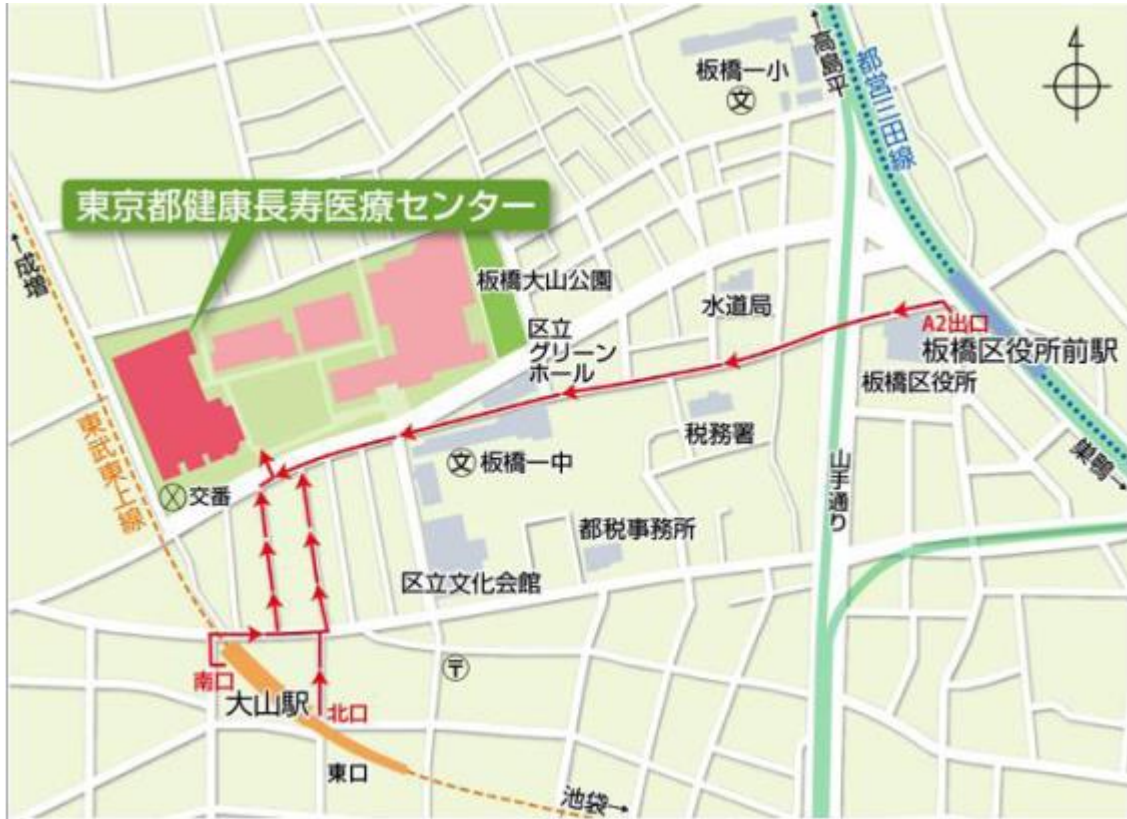 板橋一小
文
←高島平
都営三田線
東京都健康長寿医療センター
←成増
板橋大山公園
水道局
区立
グリーン
ホール
A2出口
板橋区役所前駅
板橋区役所
税務署
東武東上線
文
板橋一中
交番
巣鴨→
山手通り
都税事務所
区立文化会館
〒
南口
大山駅
北口
東口
池袋→